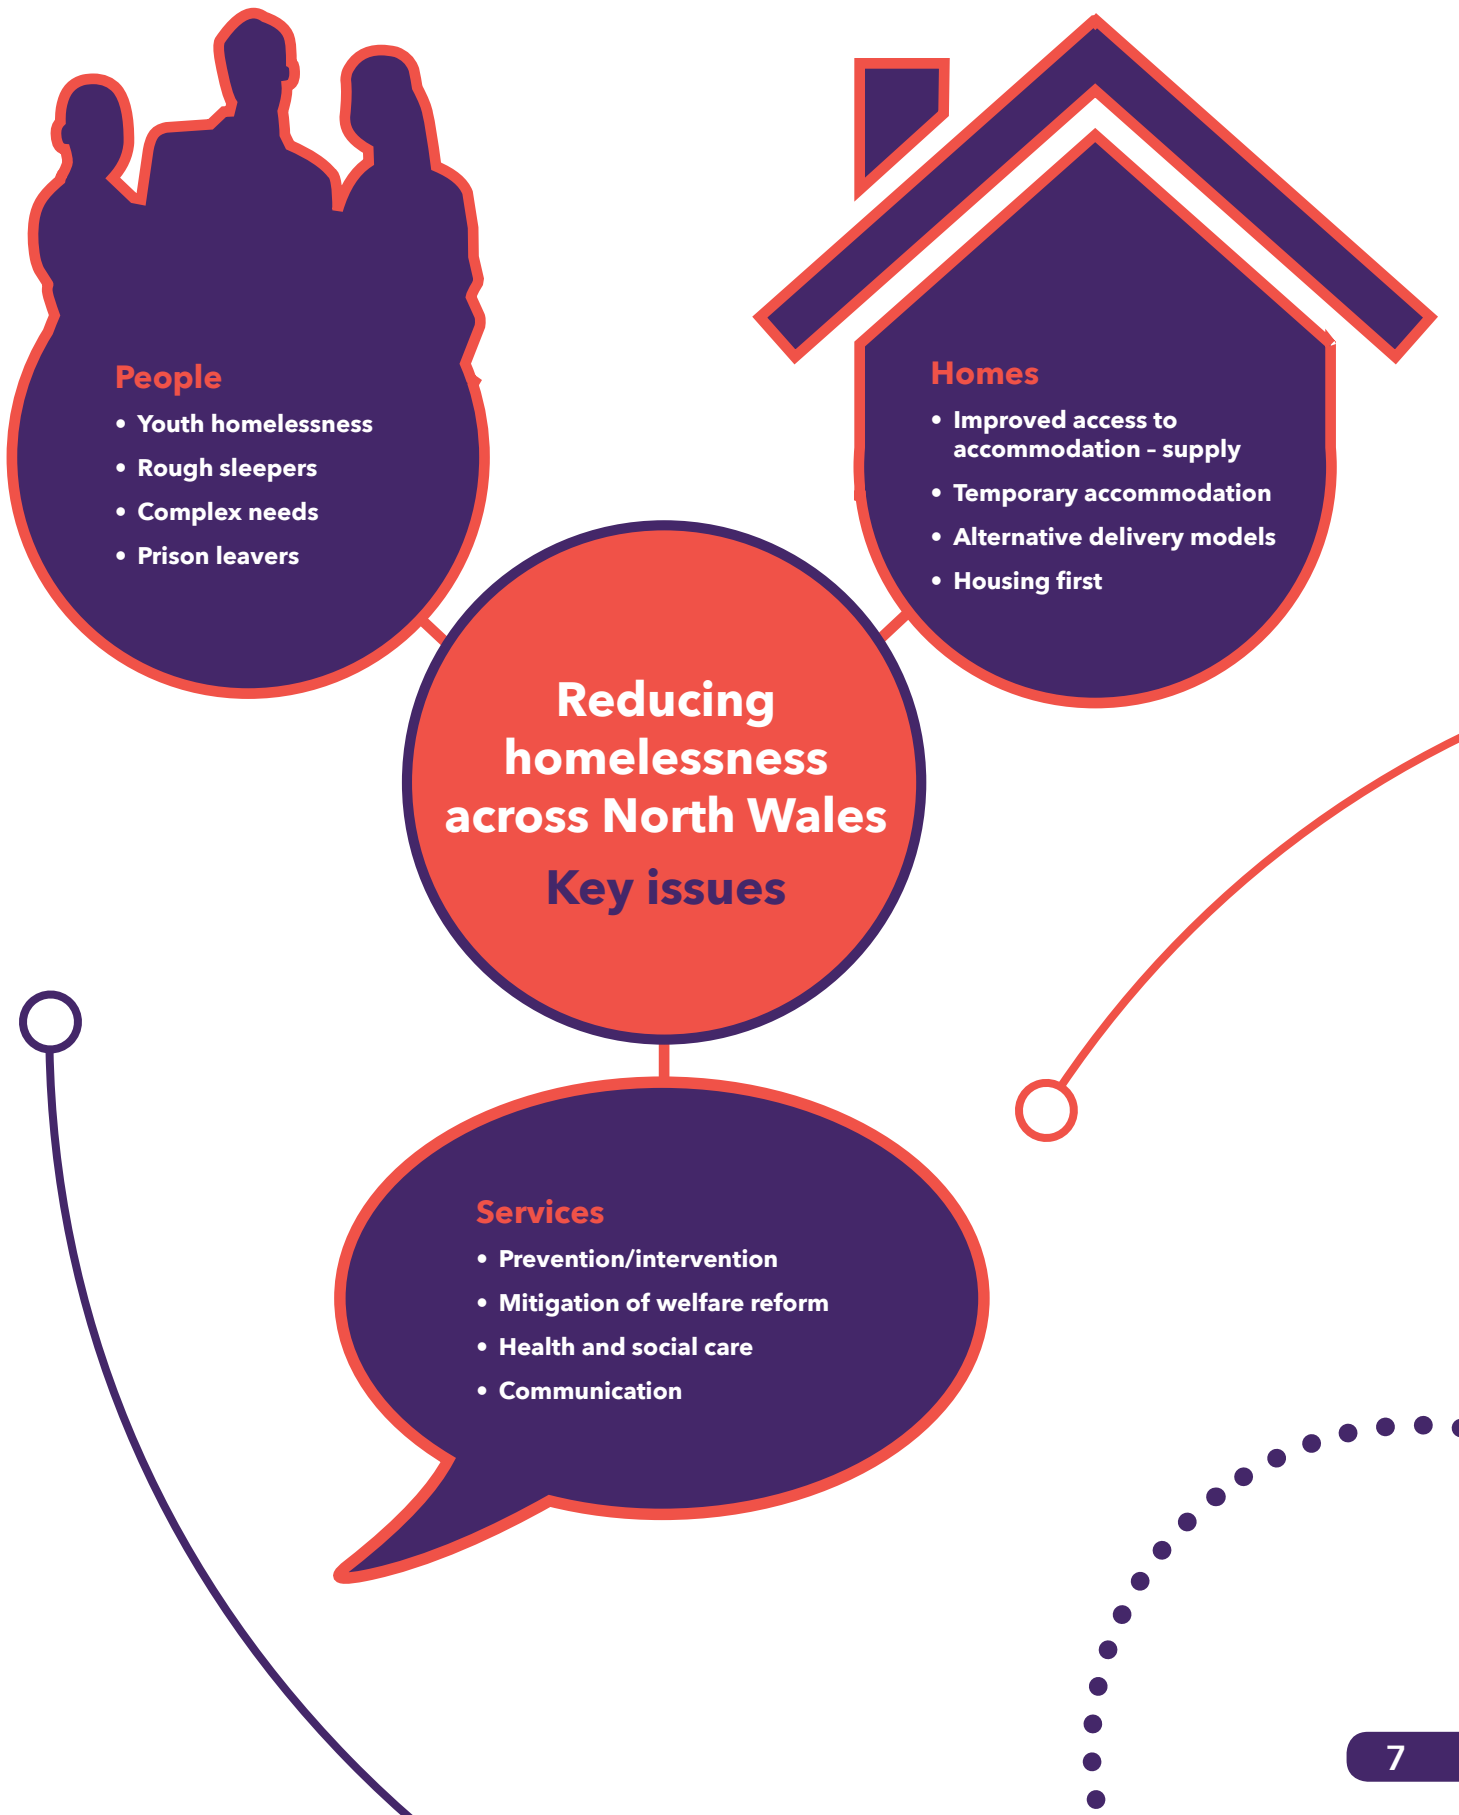 People
• Youth homelessness
• Rough sleepers
• Complex needs
• Prison leavers
Homes
• Improved access to
accommodation – supply
• Temporary accommodation
• Alternative delivery models
• Housing first
Reducing
homelessness
across North Wales
Key issues
Services
• Prevention/intervention
• Mitigation of welfare reform
• Health and social care
• Communication
7